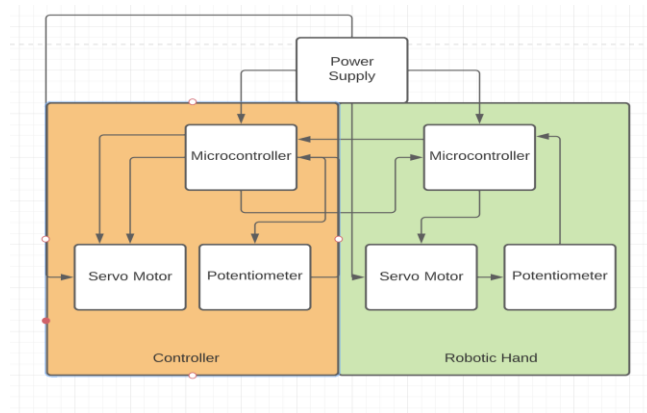 Power
Supply
Microcontroller
Microcontroller
Servo Motor
Potentiometer
Servo Motor
Potentiometer
Controller
Robotic Hand